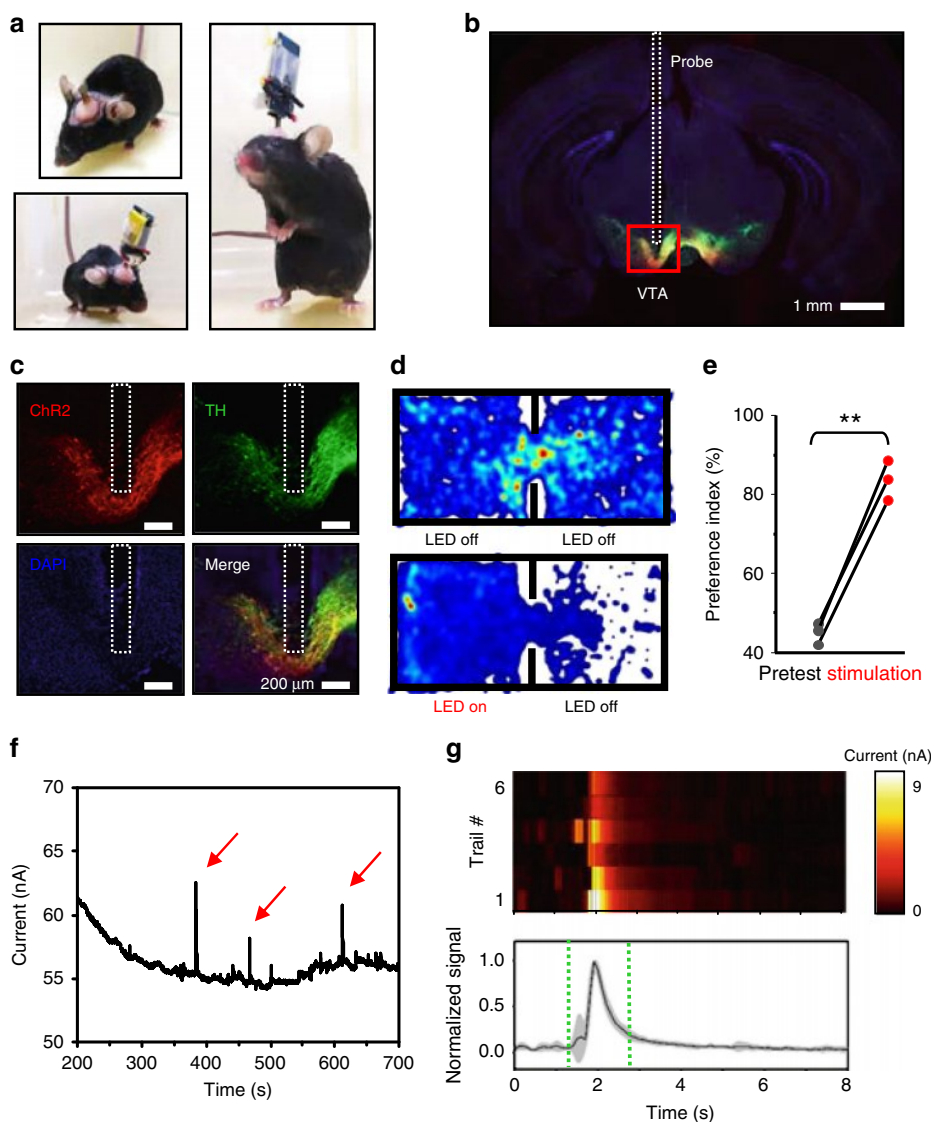 a
b
Probe
VTA
1 mm
c
ChR2
TH
DAPI
Merge
200 μm
d
LED off
LED off
LED on
LED off
e
100
80
60
40
Preference index (%)
**
Pretest stimulation
f
70
65
60
55
50
Current (nA)
200
300
400
500
600
700
Time (s)
g
Current (nA)
9
0
6
1
Trail #
1.0
0.5
0.0
Normalized signal
0
2
4
6
8
Time (s)